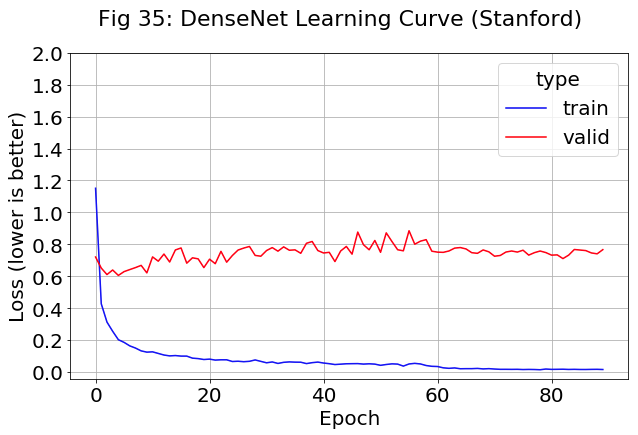 Fig 35: DenseNet Learning Curve (Stanford)
2.0
1.8
1.6
1.4
1.2
1.0
0.8
0.6
0.4
0.2
0.0
Loss (lower is better)
type
train
valid
0 20 40 60 80
Epoch